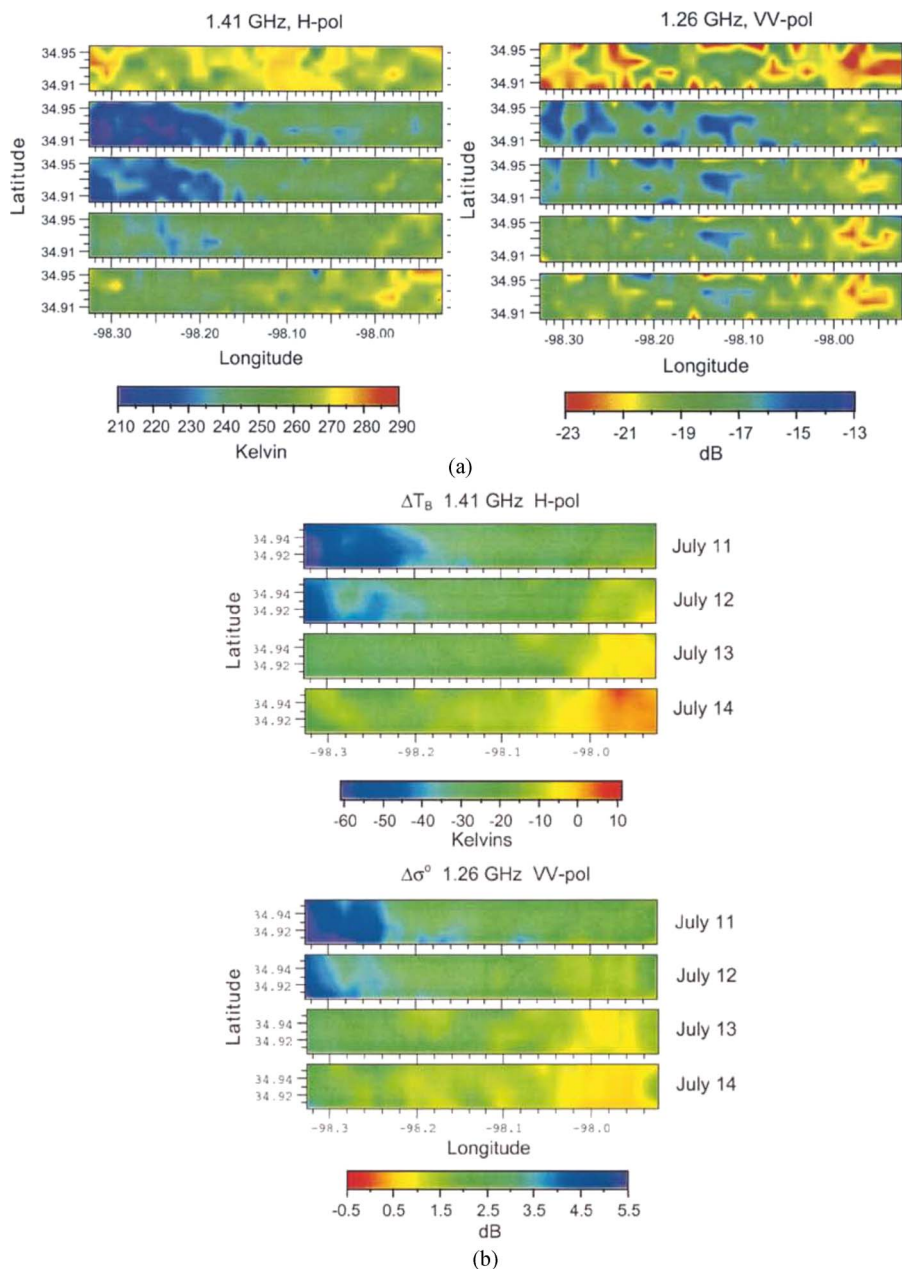 1.41 GHz, H-pol
34.95
34.91
34.95
34.91
34.95
34.91
34.95
34.91
34.95
34.91
Latitude
Latitude
-98.30 -98.20 -98.10 -98.00
Longitude
210 220 230 240 250 260 270 280 290
Kelvin
1.26 GHz, VV-pol
34.95
34.91
34.95
34.91
34.95
34.91
34.95
34.91
34.95
34.91
Latitude
-98.30 -98.20 -98.10 -98.00
Longitude
-23 -21 -19 -17 -15 -13
dB
(a)
ΔTB 1.41 GHz H-pol
34.94
34.92
July 11
34.94
34.92
July 12
34.94
34.92
July 13
34.94
34.92
July 14
Latitude
-98.3 -98.2 -98.1 -98.0
-60 -50 -40 -30 -20 -10 0 10
Kelvins
Δσ° 1.26 GHz VV-pol
34.94
34.92
July 11
34.94
34.92
July 12
34.94
34.92
July 13
34.94
34.92
July 14
Latitude
-98.3 -98.2 -98.1 -98.0
Longitude
-0.5 0.5 1.5 2.5 3.5 4.5 5.5
dB
(b)